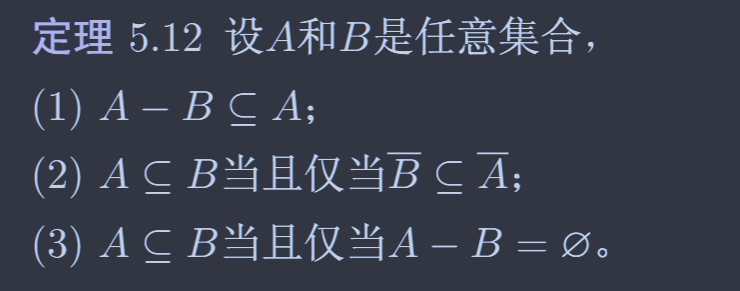 定理 5.12 设A和B是任意集合，
(1) A − B ⊆ A；
(2) A ⊆ B当且仅当B̅ ⊆ A̅；
(3) A ⊆ B当且仅当A − B = ∅。